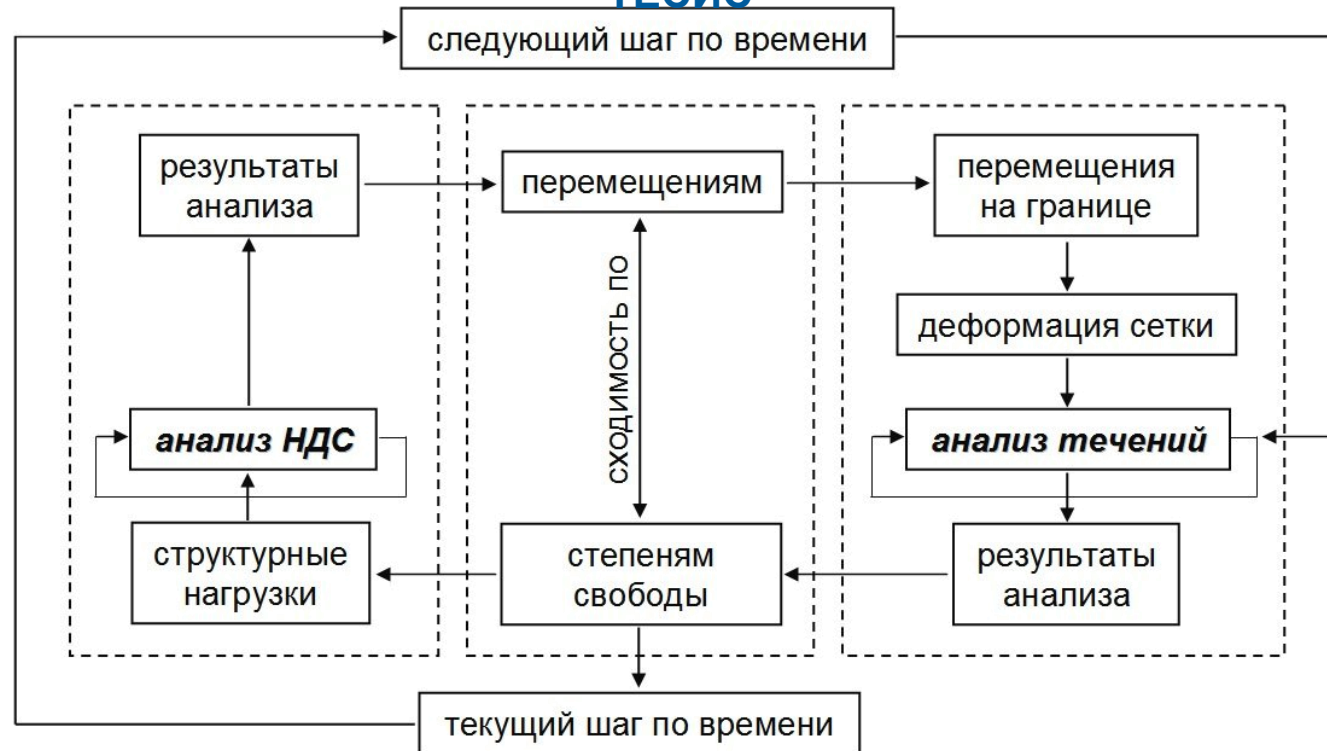 следующий шаг по времени
результаты
анализа
перемещениям
перемещения
на границе
сходимость по
деформация сетки
анализ НДС
анализ течений
структурные
нагрузки
степеням
свободы
результаты
анализа
текущий шаг по времени